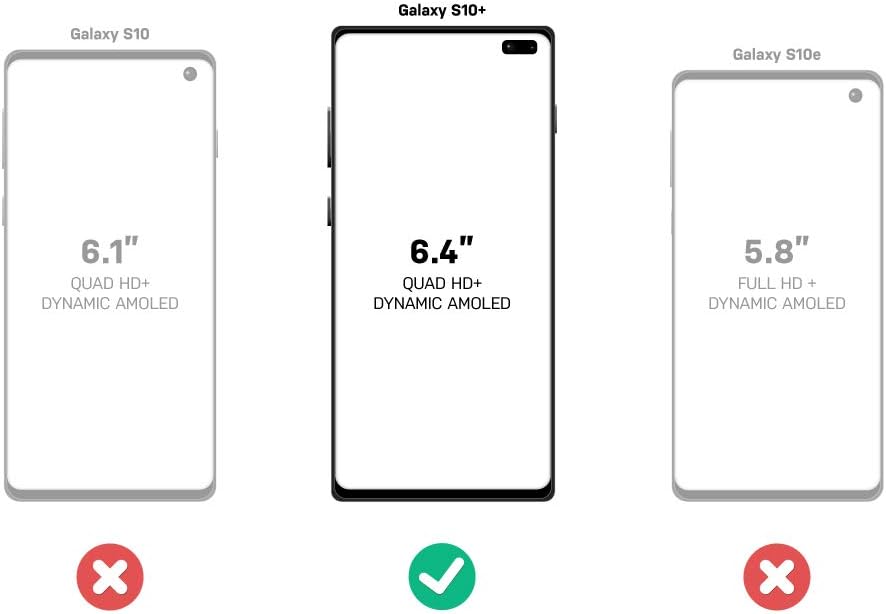 Galaxy S10
6.1″
QUAD HD+
DYNAMIC AMOLED
Galaxy S10+
6.4″
QUAD HD+
DYNAMIC AMOLED
Galaxy S10e
5.8″
FULL HD +
DYNAMIC AMOLED